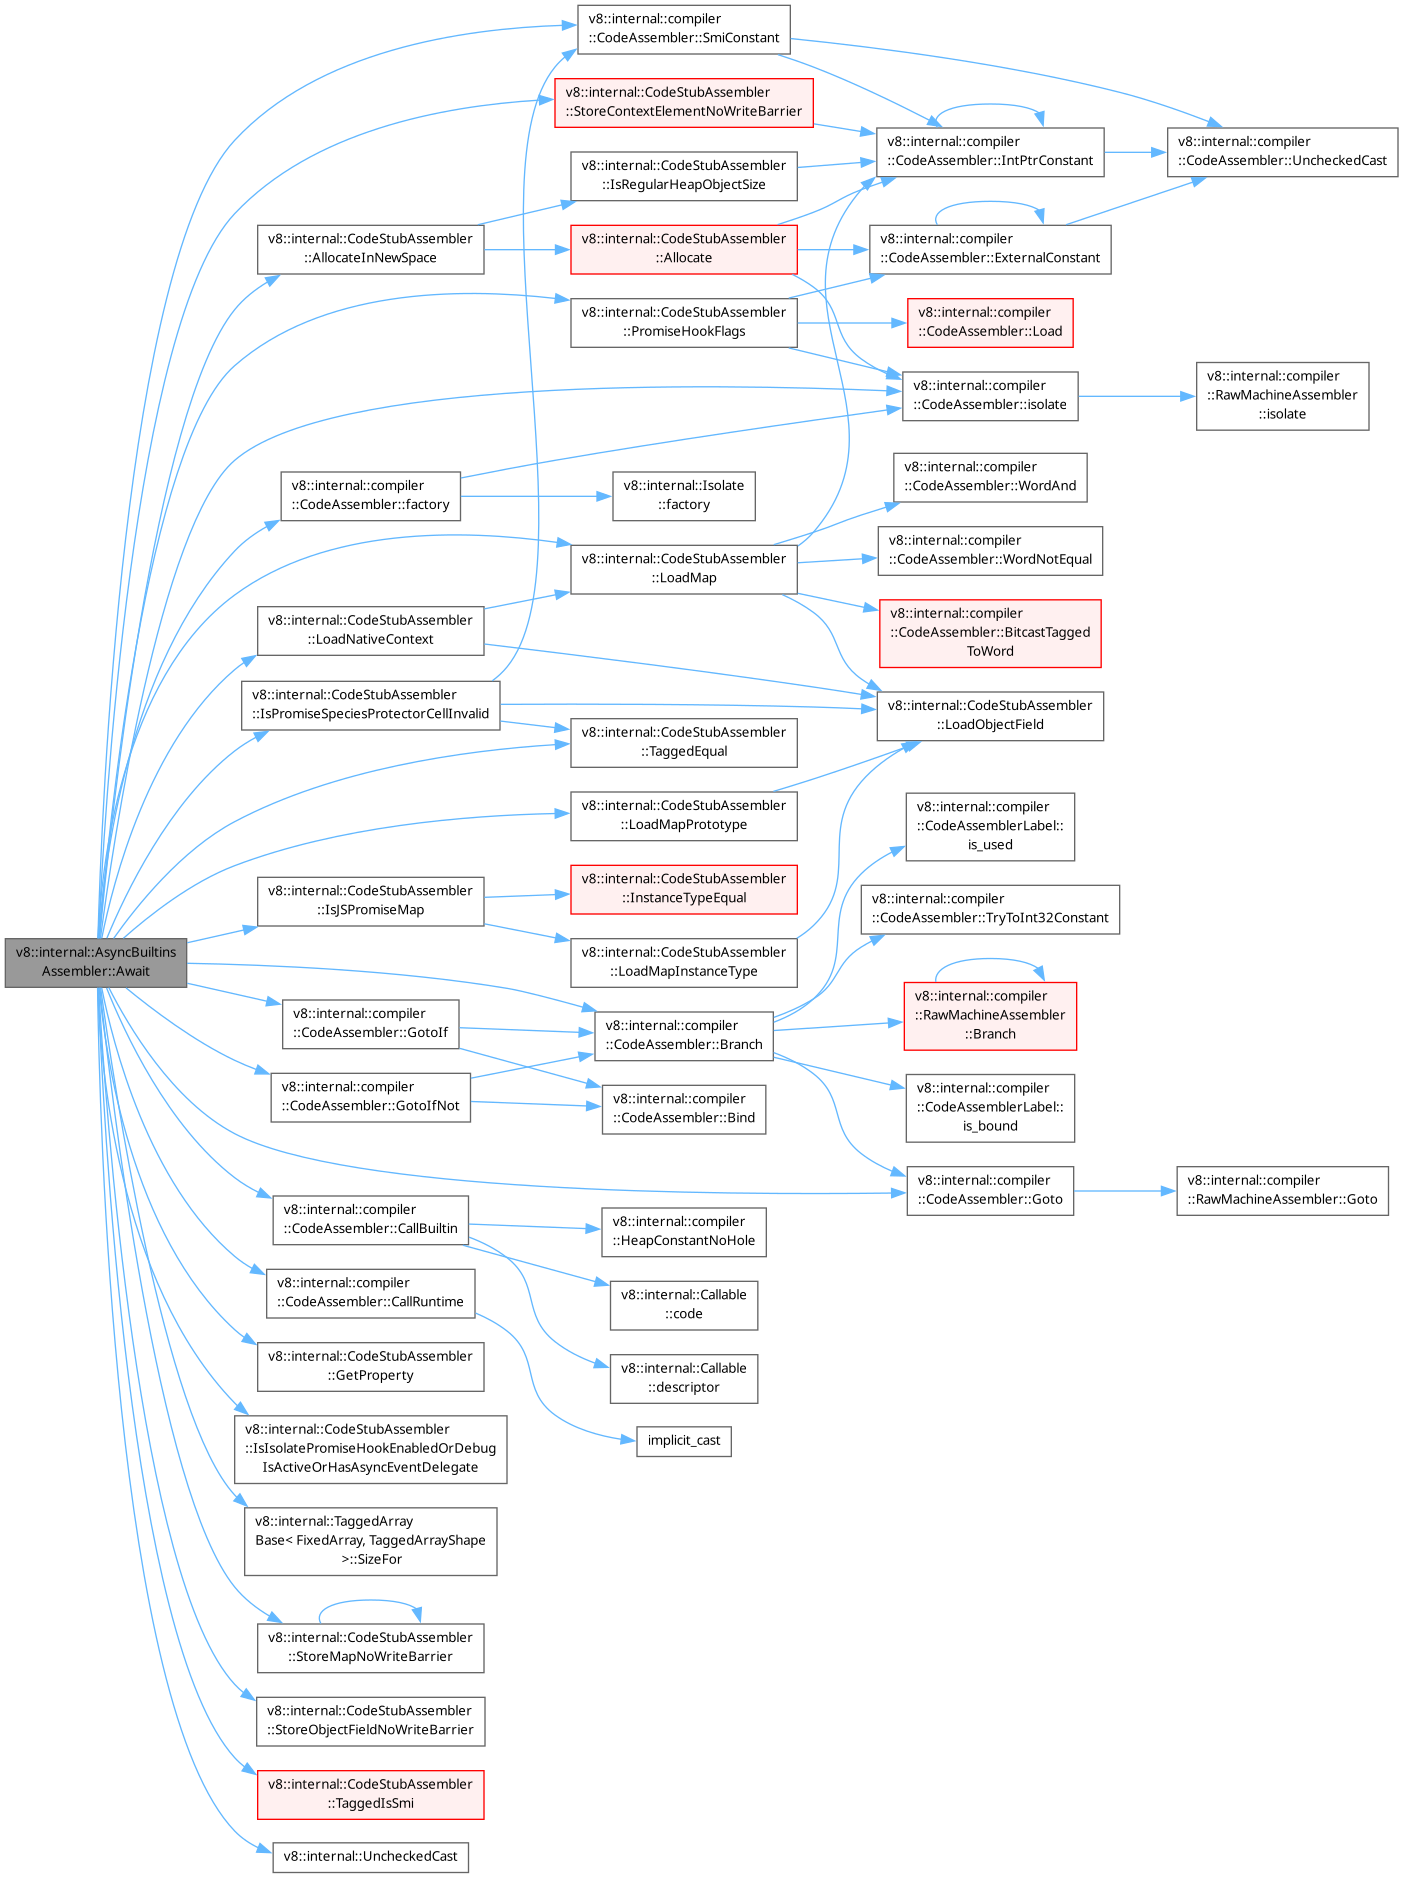 v8::internal::compiler
::CodeAssembler::SmiConstant
v8::internal::CodeStubAssembler
::StoreContextElementNoWriteBarrier
v8::internal::compiler
::CodeAssembler::IntPtrConstant
v8::internal::compiler
::CodeAssembler::UncheckedCast
v8::internal::CodeStubAssembler
::IsRegularHeapObjectSize
v8::internal::CodeStubAssembler
::AllocateInNewSpace
v8::internal::CodeStubAssembler
::Allocate
v8::internal::compiler
::CodeAssembler::ExternalConstant
v8::internal::CodeStubAssembler
::PromiseHookFlags
v8::internal::compiler
::CodeAssembler::Load
v8::internal::compiler
::CodeAssembler::isolate
v8::internal::compiler
::RawMachineAssembler
::isolate
v8::internal::compiler
::CodeAssembler::factory
v8::internal::Isolate
::factory
v8::internal::compiler
::CodeAssembler::WordAnd
v8::internal::CodeStubAssembler
::LoadMap
v8::internal::compiler
::CodeAssembler::WordNotEqual
v8::internal::CodeStubAssembler
::LoadNativeContext
v8::internal::compiler
::CodeAssembler::BitcastTagged
ToWord
v8::internal::CodeStubAssembler
::IsPromiseSpeciesProtectorCellInvalid
v8::internal::CodeStubAssembler
::LoadObjectField
v8::internal::CodeStubAssembler
::TaggedEqual
v8::internal::CodeStubAssembler
::LoadMapPrototype
v8::internal::compiler
::CodeAssemblerLabel::
is_used
v8::internal::CodeStubAssembler
::IsJSPromiseMap
v8::internal::CodeStubAssembler
::InstanceTypeEqual
v8::internal::compiler
::CodeAssembler::TryToInt32Constant
v8::internal::AsyncBuiltins
Assembler::Await
v8::internal::CodeStubAssembler
::LoadMapInstanceType
v8::internal::compiler
::RawMachineAssembler
::Branch
v8::internal::compiler
::CodeAssembler::GotoIf
v8::internal::compiler
::CodeAssembler::Branch
v8::internal::compiler
::CodeAssembler::GotoIfNot
v8::internal::compiler
::CodeAssembler::Bind
v8::internal::compiler
::CodeAssemblerLabel::
is_bound
v8::internal::compiler
::CodeAssembler::Goto
v8::internal::compiler
::RawMachineAssembler::Goto
v8::internal::compiler
::CodeAssembler::CallBuiltin
v8::internal::compiler
::HeapConstantNoHole
v8::internal::compiler
::CodeAssembler::CallRuntime
v8::internal::Callable
::code
v8::internal::CodeStubAssembler
::GetProperty
v8::internal::Callable
::descriptor
v8::internal::CodeStubAssembler
::IsIsolatePromiseHookEnabledOrDebug
IsActiveOrHasAsyncEventDelegate
implicit_cast
v8::internal::TaggedArray
Base< FixedArray, TaggedArrayShape
>::SizeFor
v8::internal::CodeStubAssembler
::StoreMapNoWriteBarrier
v8::internal::CodeStubAssembler
::StoreObjectFieldNoWriteBarrier
v8::internal::CodeStubAssembler
::TaggedIsSmi
v8::internal::UncheckedCast